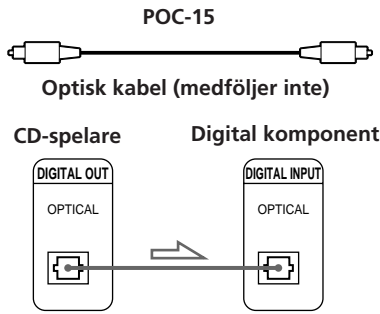 POC-15
Optisk kabel (medföljer inte)
CD-spelare
Digital komponent
DIGITAL OUT
DIGITAL INPUT
OPTICAL
OPTICAL